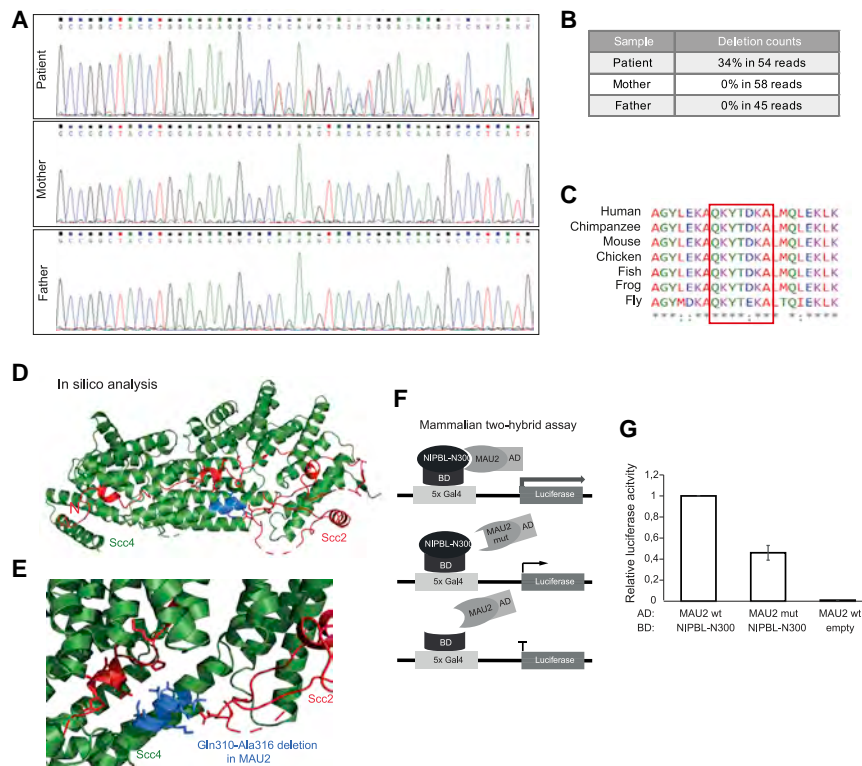 A
Patient
Mother
GCCGGCTACCTGGAGAAGGCGCAAAAGTACACGGACAAGGCCCTCATG
Father
B
Sample Deletion counts
Patient 34% in 54 reads
Mother 0% in 58 reads
Father 0% in 45 reads
C
Human AGYLEKAQKYTDKALMQLEKLK
Chimpanzee AGYLEKAQKYTDKALMQLEKLK
Mouse AGYLEKAQKYTDKALMQLEKLK
Chicken AGYLEKAQKYTDKALMQLEKLK
Fish AGYLEKAQKYTDKALMQLEKLK
Frog AGYLEKAQKYTDKALMQLEKLK
Fly AGYMDKAQKYTEKALTQIEKLK
***::******:*** *:****
D
In silico analysis
N
Scc4
Scc2
E
Scc2
Scc4
Gln310-Ala316 deletion
in MAU2
F
Mammalian two-hybrid assay
NIPBL-N300
MAU2
AD
BD
5x Gal4
Luciferase
NIPBL-N300
MAU2
mut
AD
BD
5x Gal4
Luciferase
MAU2
AD
BD
5x Gal4
Luciferase
G
Relative luciferase acitvity
1,2
1
0,8
0,6
0,4
0,2
0
AD: MAU2 wt MAU2 mut MAU2 wt
BD: NIPBL-N300 NIPBL-N300 empty